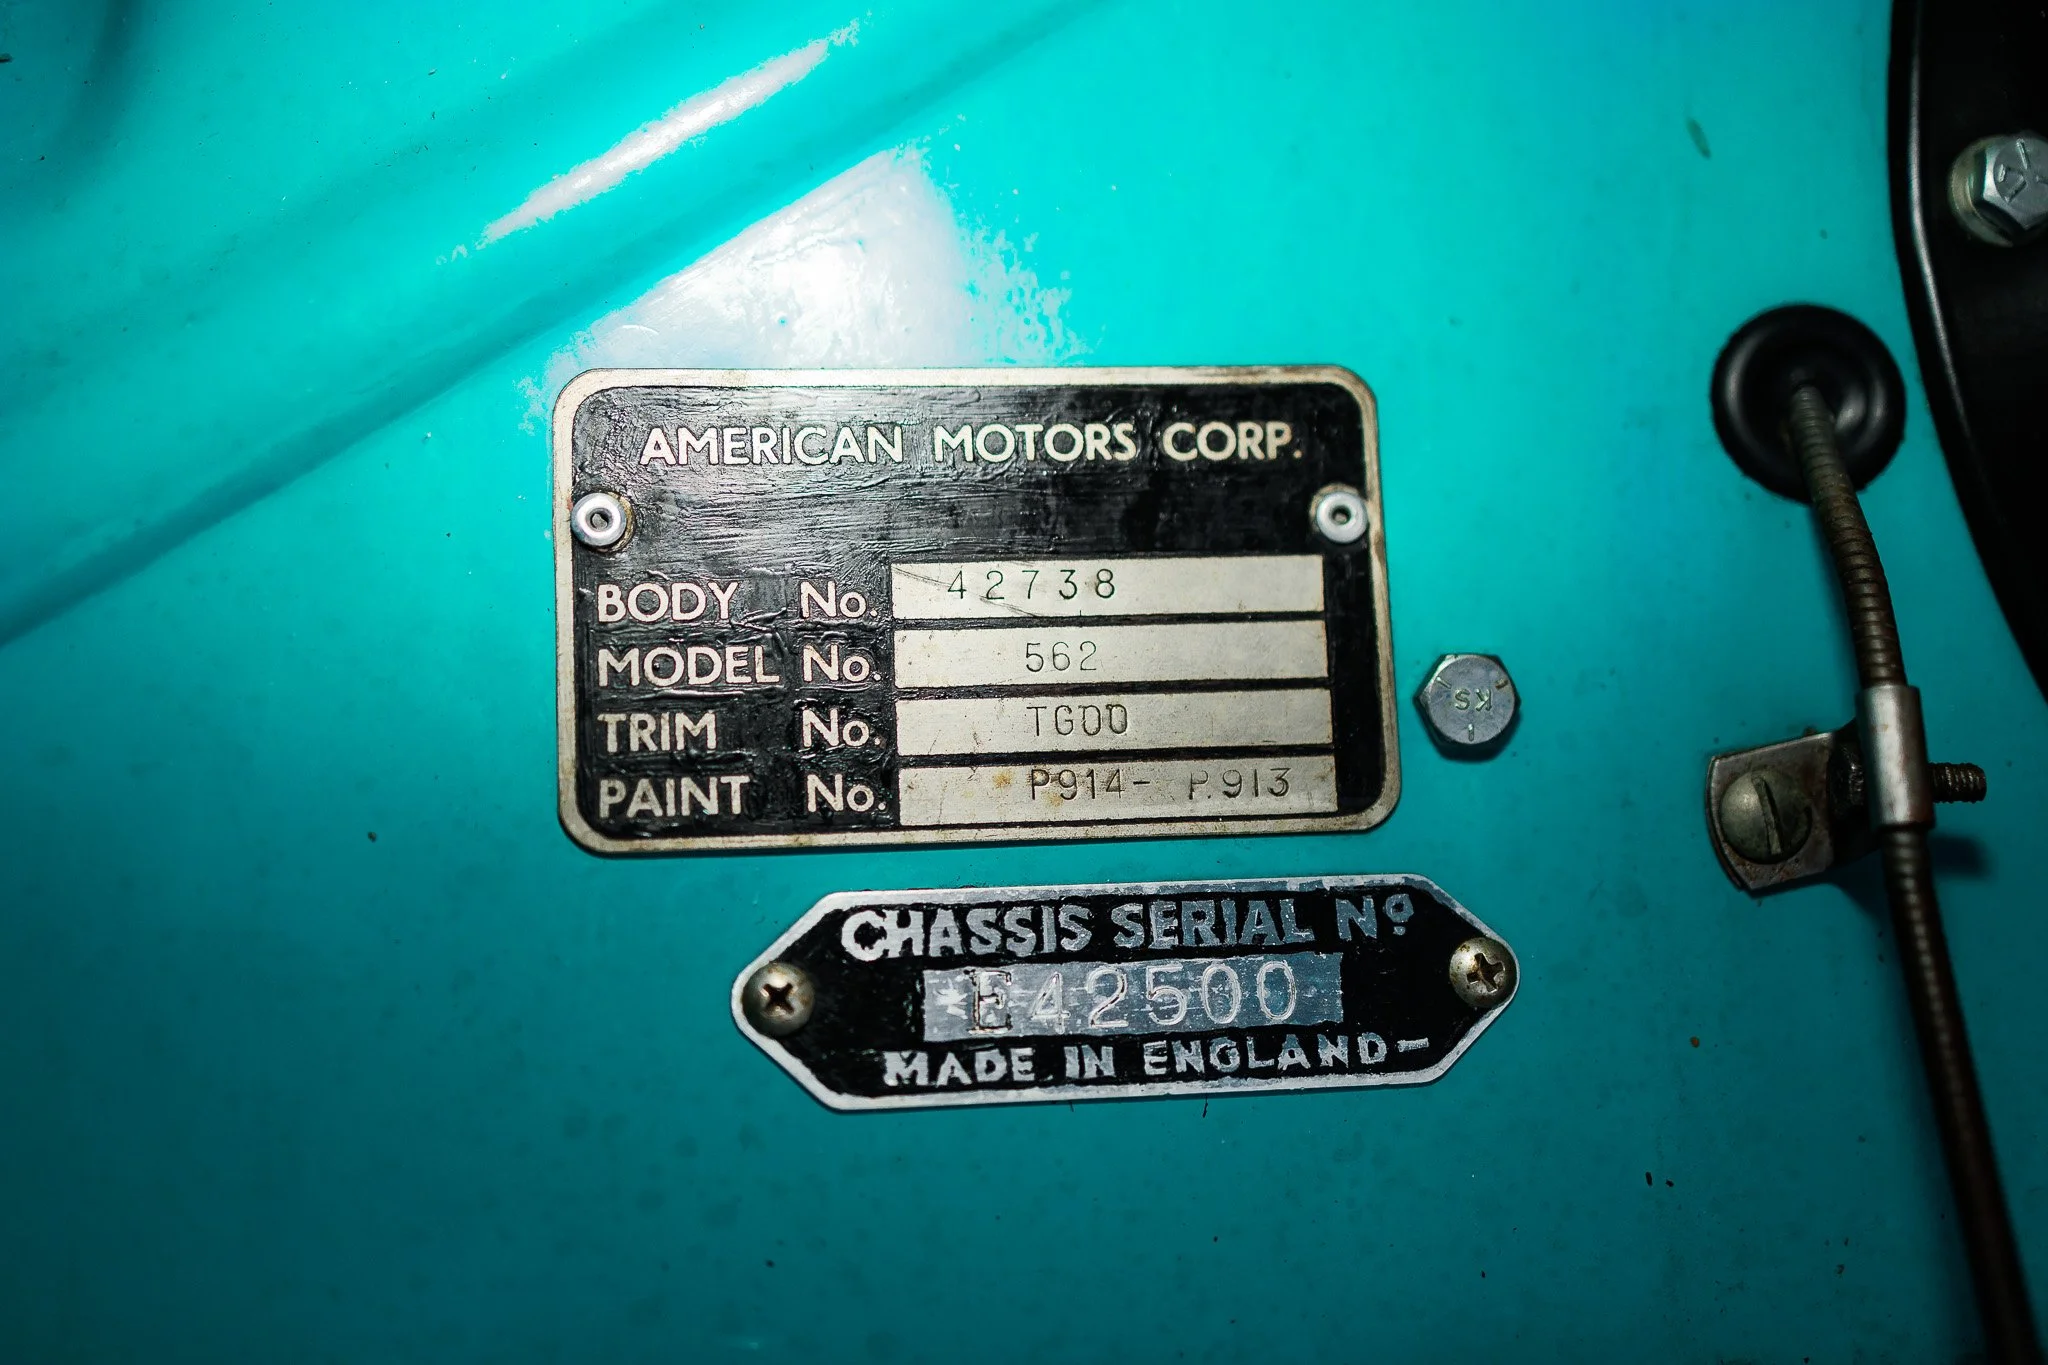 AMERICAN MOTORS CORP.
BODY No. 42738
MODEL No. 562
TRIM No. TG00
PAINT No. P914- P.913
CHASSIS SERIAL Nº
*E42500
MADE IN ENGLAND-
KS